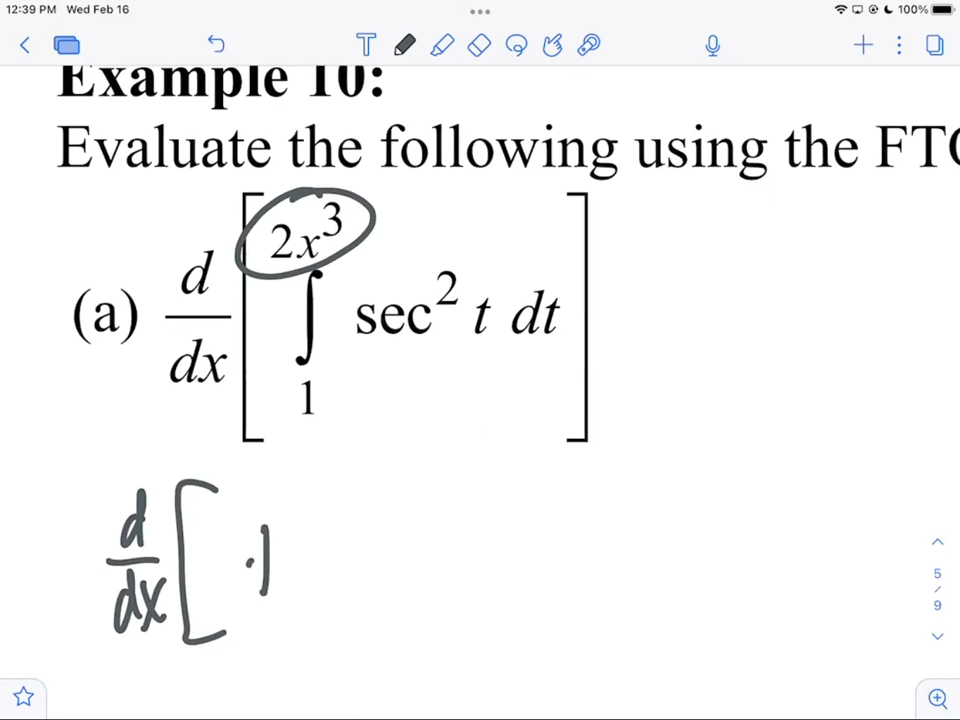 12:39 PM Wed Feb 16
100%
Example 10:
Evaluate the following using the FTC
(a) d/dx [ ∫_1^{2x^3} sec^2 t dt ]
d/dx [
5
/
9